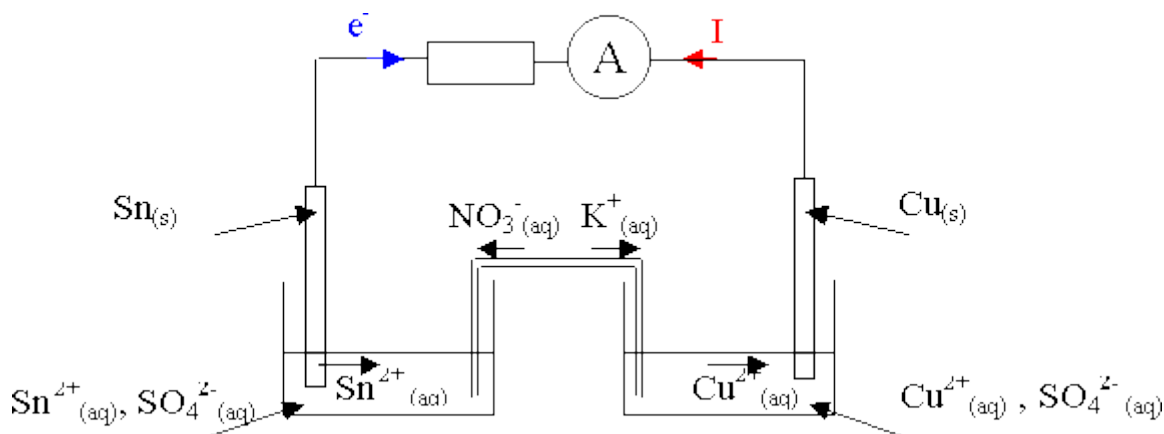 e⁻ A I
Sn(s) Cu(s)
NO₃⁻(aq) K⁺(aq)
Sn²⁺(aq) Cu²⁺(aq)
Sn²⁺(aq), SO₄²⁻(aq) Cu²⁺(aq) , SO₄²⁻(aq)